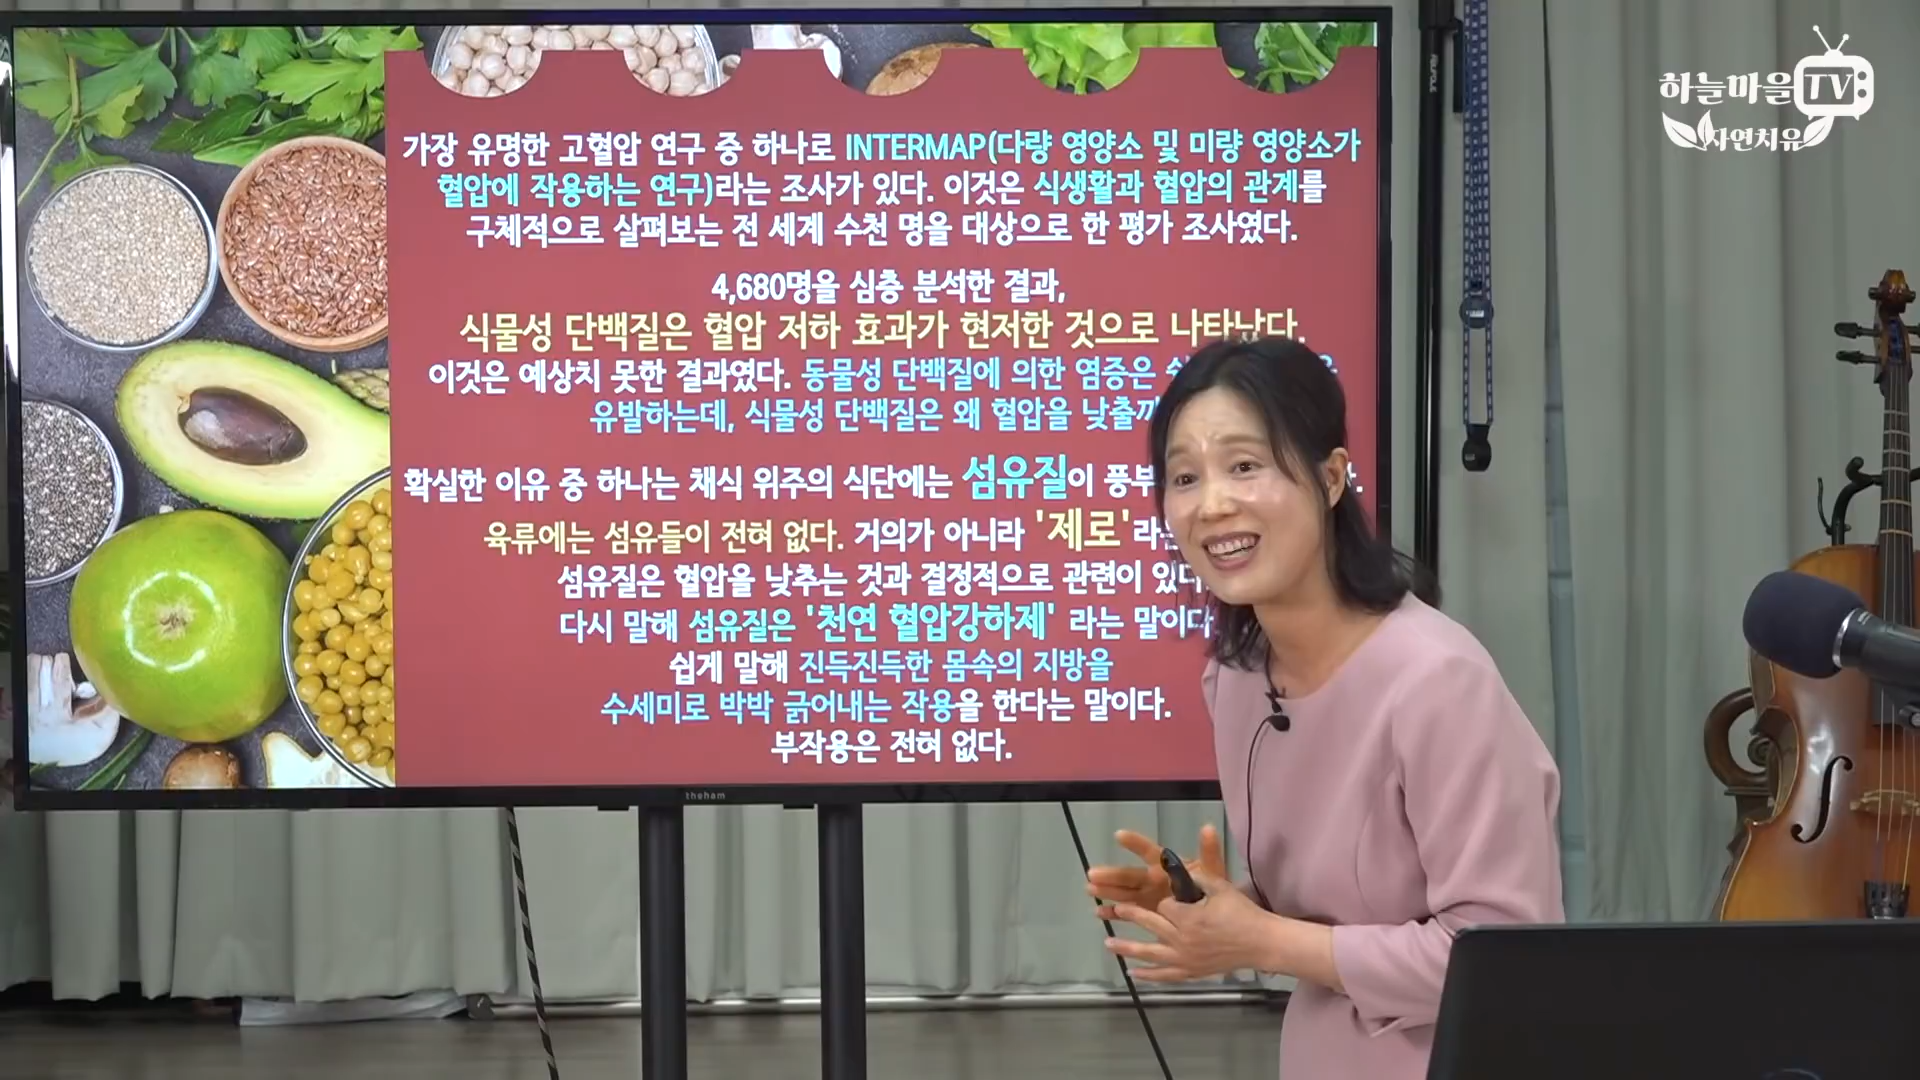 가장 유명한 고혈압 연구 중 하나로 INTERMAP(다량 영양소 및 미량 영양소가
혈압에 작용하는 연구)라는 조사가 있다. 이것은 식생활과 혈압의 관계를
구체적으로 살펴보는 전 세계 수천 명을 대상으로 한 평가 조사였다.
4,680명을 심층 분석한 결과,
식물성 단백질은 혈압 저하 효과가 현저한 것으로 나타났다.
이것은 예상치 못한 결과였다. 동물성 단백질에 의한 염증은
유발하는데, 식물성 단백질은 왜 혈압을 낮출까
확실한 이유 중 하나는 채식 위주의 식단에는 섬유질이 풍부
육류에는 섬유들이 전혀 없다. 거의가 아니라 '제로'라는
섬유질은 혈압을 낮추는 것과 결정적으로 관련이 있다.
다시 말해 섬유질은 '천연 혈압강하제' 라는 말이다.
쉽게 말해 진득진득한 몸속의 지방을
수세미로 박박 긁어내는 작용을 한다는 말이다.
부작용은 전혀 없다.
theham
하늘마을TV
자연치유